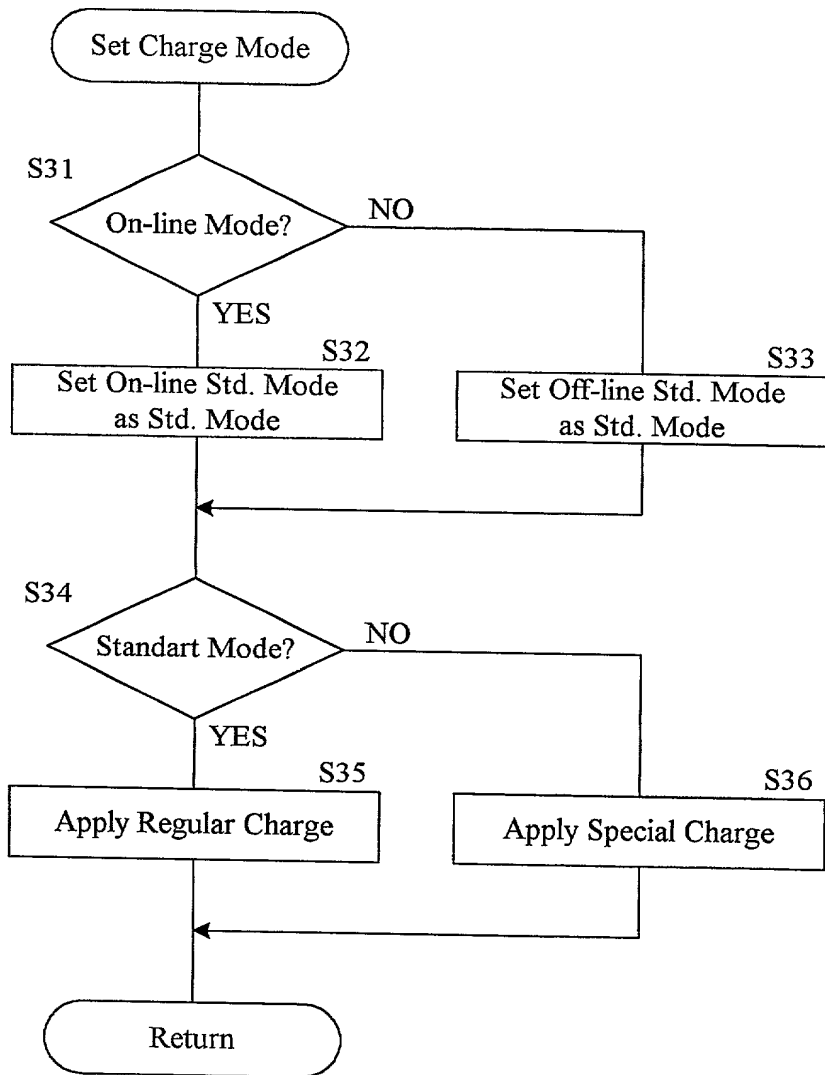 Set Charge Mode
S31
On-line Mode?
NO
YES
S32
Set On-line Std. Mode
as Std. Mode
S33
Set Off-line Std. Mode
as Std. Mode
S34
Standart Mode?
NO
YES
S35
Apply Regular Charge
S36
Apply Special Charge
Return